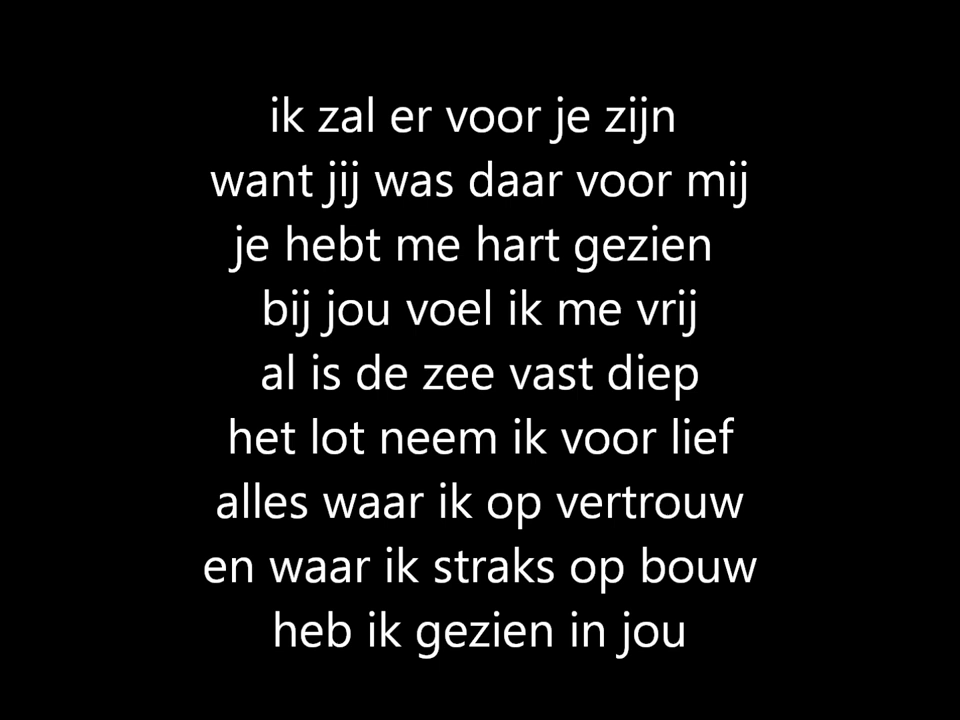 ik zal er voor je zijn
want jij was daar voor mij
je hebt me hart gezien
bij jou voel ik me vrij
al is de zee vast diep
het lot neem ik voor lief
alles waar ik op vertrouw
en waar ik straks op bouw
heb ik gezien in jou